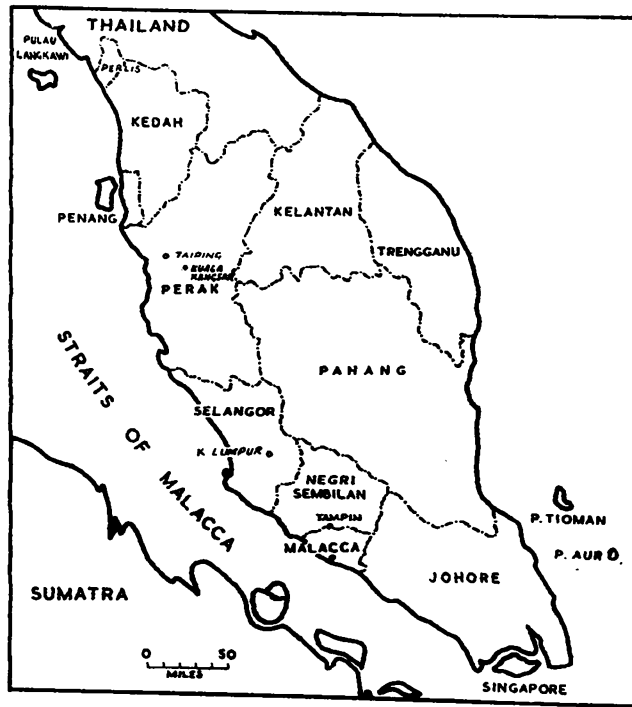 THAILAND
PULAU
LANGKAWI
PERLIS
KEDAH
PENANG
KELANTAN
TRENGGANU
TAIPING
KUALA
KANGSAR
PERAK
PAHANG
STRAITS OF MALACCA
SELANGOR
K. LUMPUR
NEGRI
SEMBILAN
TAMPIN
MALACCA
P. TIOMAN
P. AUR
JOHORE
SUMATRA
0 50
MILES
SINGAPORE